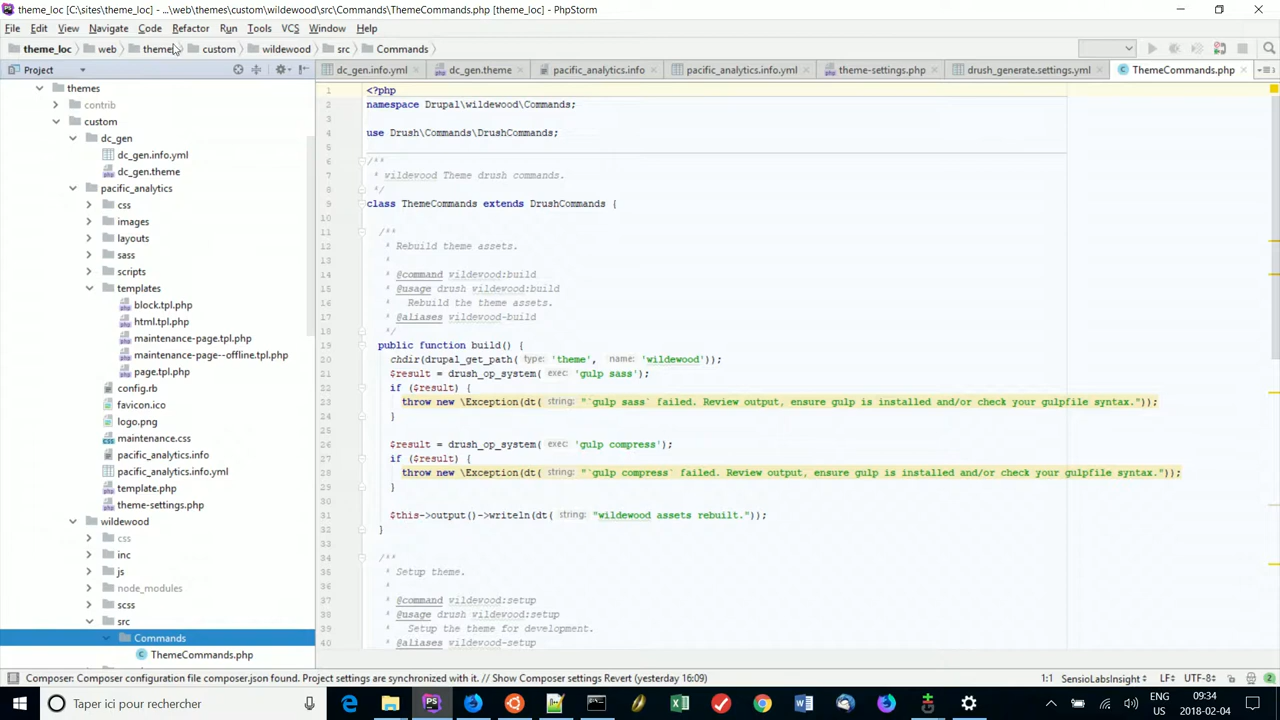 theme_loc [C:\sites\theme_loc] - ...\web\themes\custom\wildewood\src\Commands\ThemeCommands.php [theme_loc] - PhpStorm
File Edit View Navigate Code Refactor Run Tools VCS Window Help
theme_loc web theme custom wildewood src Commands
Project
dc_gen.info.yml dc_gen.theme pacific_analytics.info pacific_analytics.info.yml theme-settings.php drush_generate.settings.yml ThemeCommands.php
themes
contrib
custom
dc_gen
dc_gen.info.yml
dc_gen.theme
pacific_analytics
css
images
layouts
sass
scripts
templates
block.tpl.php
html.tpl.php
maintenance-page.tpl.php
maintenance-page--offline.tpl.php
page.tpl.php
config.rb
favicon.ico
logo.png
maintenance.css
pacific_analytics.info
pacific_analytics.info.yml
template.php
theme-settings.php
wildewood
css
inc
js
node_modules
scss
src
Commands
ThemeCommands.php
1 <?php
2 namespace Drupal\wildewood\Commands;
3
4 use Drush\Commands\DrushCommands;
5
6 /**
7 * wildewood Theme drush commands.
8 */
9 class ThemeCommands extends DrushCommands {
10
11 /**
12 * Rebuild theme assets.
13 *
14 * @command wildewood:build
15 * @usage drush wildewood:build
16 * Rebuild the theme assets.
17 * @aliases wildewood-build
18 */
19 public function build() {
20 chdir(drupal_get_path( type: 'theme', name: 'wildewood'));
21 $result = drush_op_system( exec: 'gulp sass');
22 if ($result) {
23 throw new \Exception(dt( string: "`gulp sass` failed. Review output, ensure gulp is installed and/or check your gulpfile syntax."));
24 }
25
26 $result = drush_op_system( exec: 'gulp compress');
27 if ($result) {
28 throw new \Exception(dt( string: "`gulp compress` failed. Review output, ensure gulp is installed and/or check your gulpfile syntax."));
29 }
30
31 $this->output()->writeln(dt( string: "wildewood assets rebuilt."));
32 }
33
34 /**
35 * Setup theme.
36 *
37 * @command wildewood:setup
38 * @usage drush wildewood:setup
39 * Setup the theme for development.
40 * @aliases wildewood-setup
Composer: Composer configuration file composer.json found. Project settings are synchronized with it. // Show Composer settings Revert (yesterday 16:09)
1:1 SensioLabsInsight LF÷ UTF-8÷ 2
Taper ici pour rechercher
ENG 09:34
US 2018-02-04